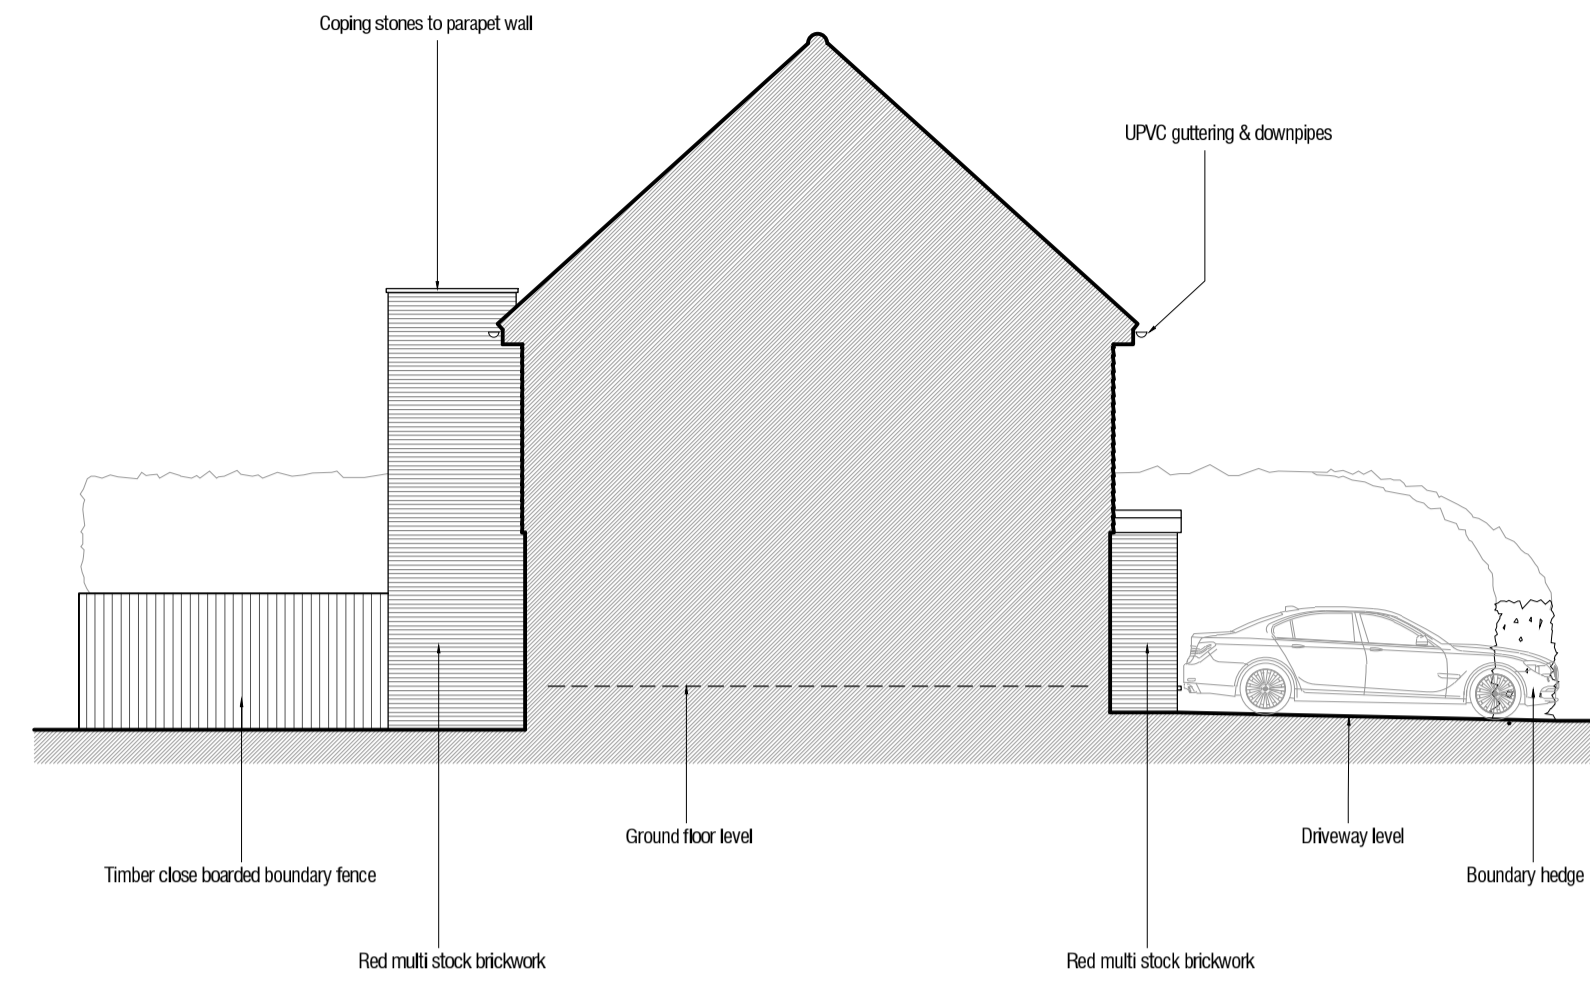 Coping stones to parapet wall
UPVC guttering & downpipes
Ground floor level
Driveway level
Timber close boarded boundary fence
Boundary hedge
Red multi stock brickwork
Red multi stock brickwork